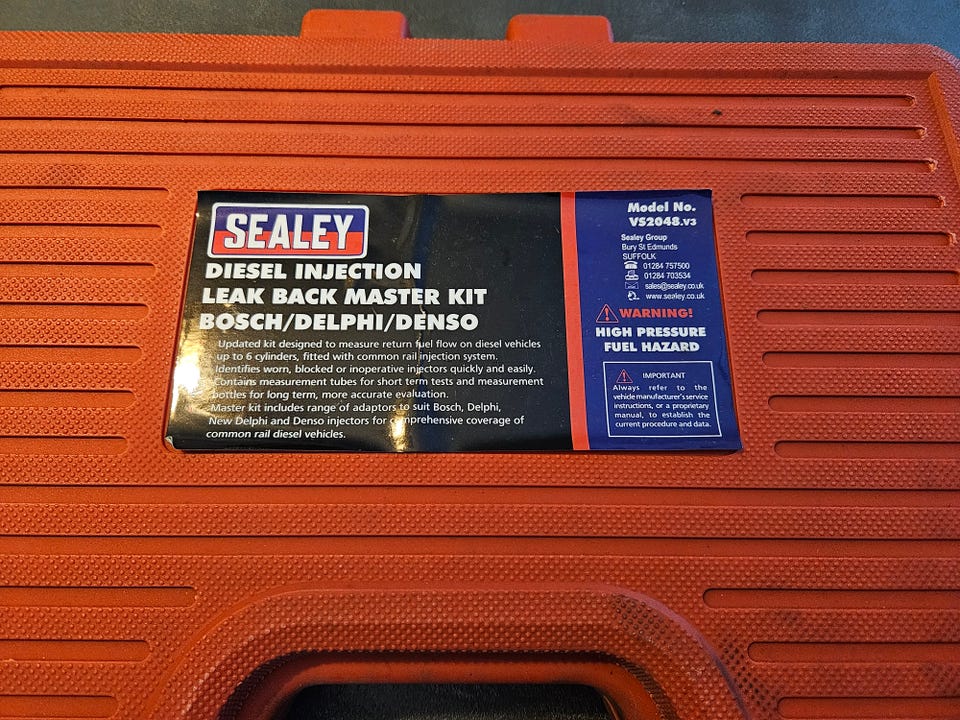 SEALEY
DIESEL INJECTION
LEAK BACK MASTER KIT
BOSCH/DELPHI/DENSO
Updated kit designed to measure return fuel flow on diesel vehicles
up to 6 cylinders, fitted with common rail injection system.
Identifies worn, blocked or inoperative injectors quickly and easily.
Contains measurement tubes for short term tests and measurement
bottles for long term, more accurate evaluation.
Master kit includes range of adaptors to suit Bosch, Delphi,
New Delphi and Denso injectors for comprehensive coverage of
common rail diesel vehicles.
Model No.
VS2048.V3
Sealey Group
Bury St Edmunds
SUFFOLK
01284 757500
01284 703534
sales@sealey.co.uk
www.sealey.co.uk
WARNING!
HIGH PRESSURE
FUEL HAZARD
IMPORTANT
Always refer to the
vehicle manufacturer's service
instructions, or a proprietary
manual, to establish the
current procedure and data.